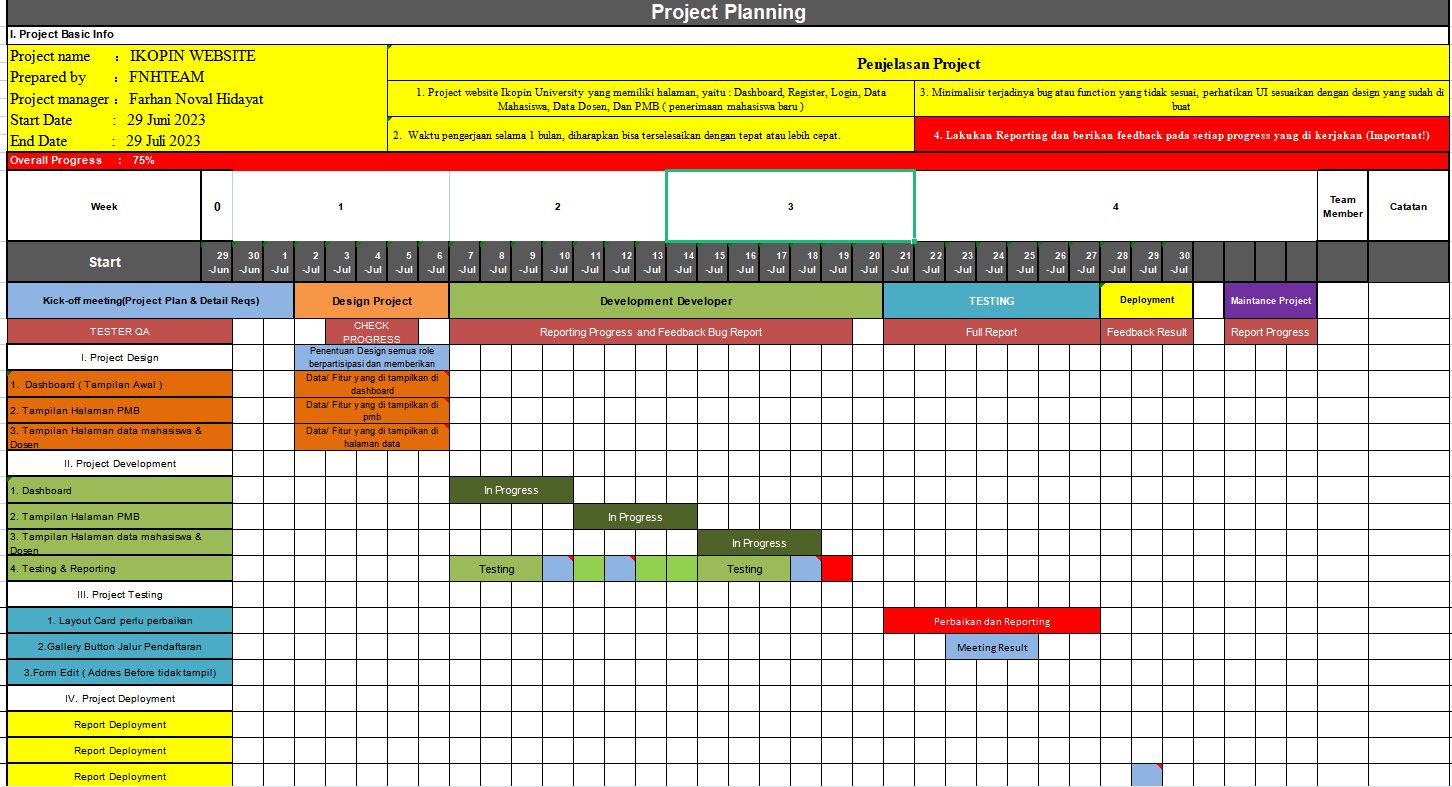 Project Planning
I. Project Basic Info
Project name : IKOPIN WEBSITE
Prepared by : FNHTEAM
Project manager : Farhan Noval Hidayat
Start Date : 29 Juni 2023
End Date : 29 Juli 2023
Penjelasan Project
1. Project website Ikopin University yang memiliki halaman, yaitu : Dashboard, Register, Login, Data
Mahasiswa, Data Dosen, Dan PMB ( penerimaan mahasiswa baru )
3. Minimalisir terjadinya bug atau function yang tidak sesuai, perhatikan UI sesuaikan dengan design yang sudah di
buat
2. Waktu pengerjaan selama 1 bulan, diharapkan bisa terselesaikan dengan tepat atau lebih cepat.
4. Lakukan Reporting dan berikan feedback pada setiap progress yang di kerjakan (Important!)
Overall Progress : 75%
Week 0 1 2 3 4
Team
Member
Catatan
Start
29 30 1 2 3 4 5 6 7 8 9 10 11 12 13 14 15 16 17 18 19 20 21 22 23 24 25 26 27 28 29 30
-Jun -Jun -Jul -Jul -Jul -Jul -Jul -Jul -Jul -Jul -Jul -Jul -Jul -Jul -Jul -Jul -Jul -Jul -Jul -Jul -Jul -Jul -Jul -Jul -Jul -Jul -Jul -Jul -Jul -Jul -Jul -Jul
Kick-off meeting(Project Plan & Detail Reqs) Design Project Development Developer TESTING Deployment Maintance Project
TESTER QA
CHECK
PROGRESS
Reporting Progress and Feedback Bug Report Full Report Feedback Result Report Progress
I. Project Design
Penentuan Design semua role
berpartisipasi dan memberikan
1. Dashboard ( Tampilan Awal )
Data/ Fitur yang di tampilkan di
dashboard
2. Tampilan Halaman PMB
Data/ Fitur yang di tampilkan di
pmb
3. Tampilan Halaman data mahasiswa &
Dosen
Data/ Fitur yang di tampilkan di
halaman data
II. Project Development
1. Dashboard In Progress
2. Tampilan Halaman PMB In Progress
3. Tampilan Halaman data mahasiswa &
Dosen
In Progress
4. Testing & Reporting Testing Testing
III. Project Testing
1. Layout Card perlu perbaikan Perbaikan dan Reporting
2.Gallery Button Jalur Pendaftaran Meeting Result
3.Form Edit ( Addres Before tidak tampil)
IV. Project Deployment
Report Deployment
Report Deployment
Report Deployment